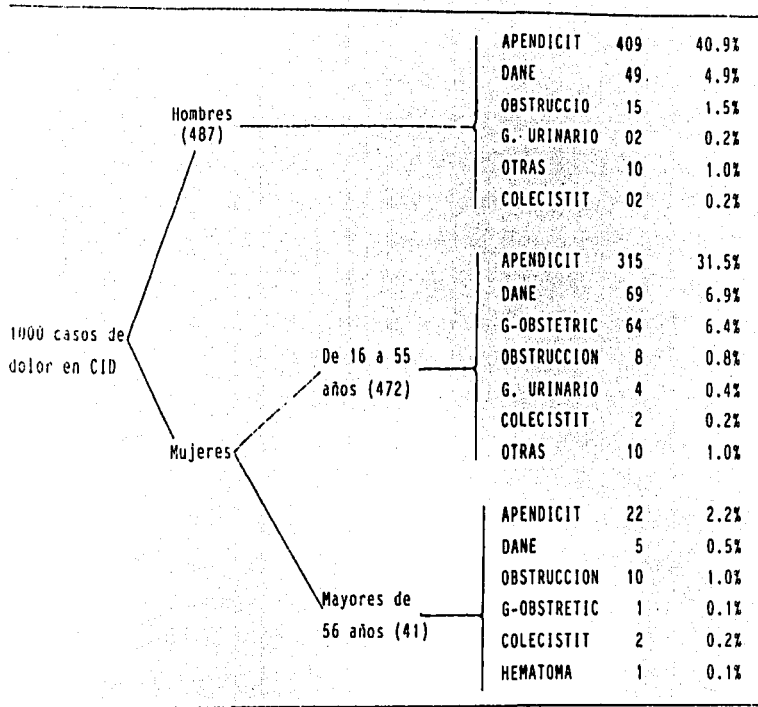 Hombres
(487)
APENDICIT 409 40.9%
DANE 49. 4.9%
OBSTRUCCIO 15 1.5%
G. URINARIO 02 0.2%
OTRAS 10 1.0%
COLECISTIT 02 0.2%
1000 casos de
dolor en CID
Mujeres
De 16 a 55
años (472)
APENDICIT 315 31.5%
DANE 69 6.9%
G-OBSTETRIC 64 6.4%
OBSTRUCCION 8 0.8%
G. URINARIO 4 0.4%
COLECISTIT 2 0.2%
OTRAS 10 1.0%
Mayores de
56 años (41)
APENDICIT 22 2.2%
DANE 5 0.5%
OBSTRUCCION 10 1.0%
G-OBSTRETIC 1 0.1%
COLECISTIT 2 0.2%
HEMATOMA 1 0.1%